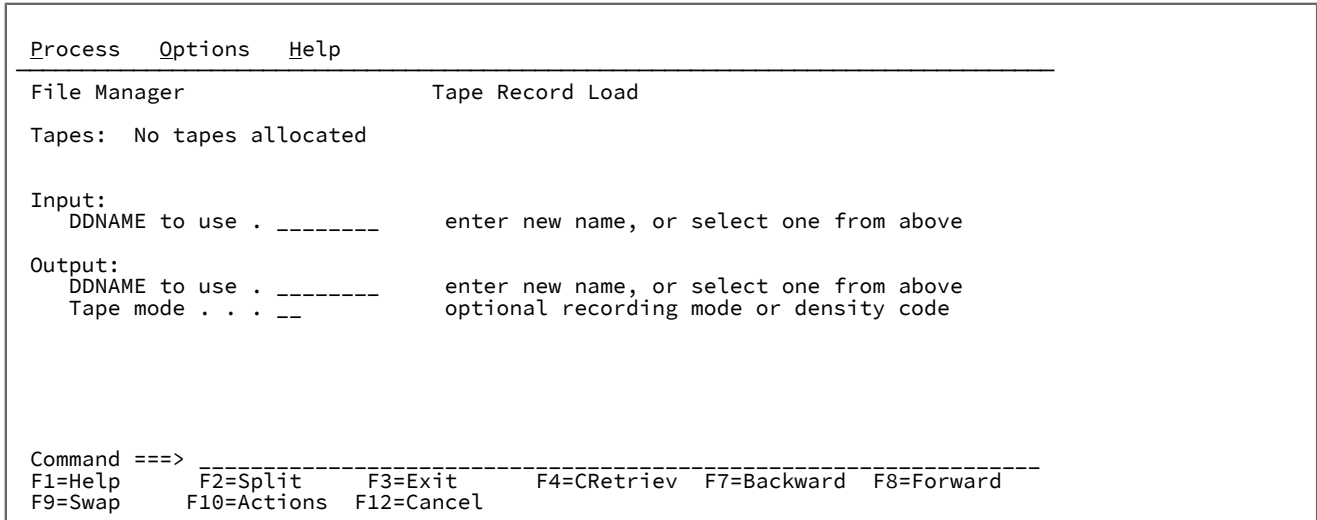 Process   Options   Help
File Manager                   Tape Record Load
Tapes:  No tapes allocated
Input:
   DDNAME to use . ________     enter new name, or select one from above
Output:
   DDNAME to use . ________     enter new name, or select one from above
   Tape mode . . . __           optional recording mode or density code
Command ===> _________________________________________________________________
F1=Help      F2=Split     F3=Exit      F4=CRetriev  F7=Backward  F8=Forward
F9=Swap     F10=Actions  F12=Cancel